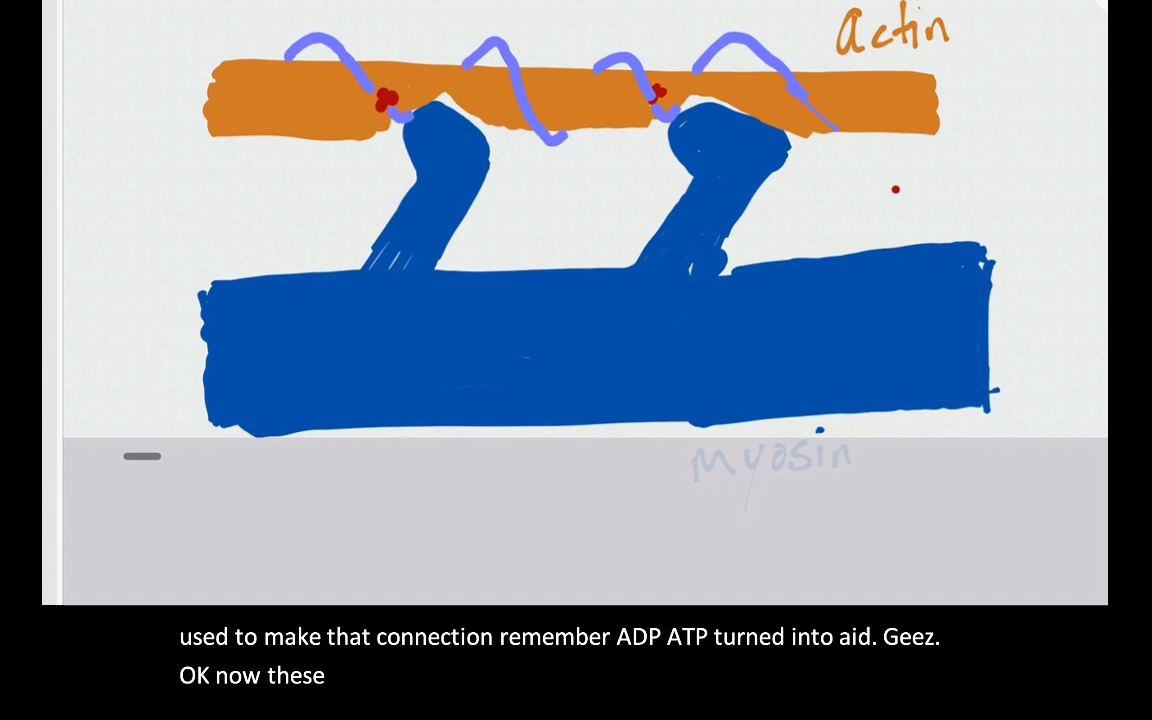 actin
myosin
used to make that connection remember ADP ATP turned into aid. Geez.
OK now these